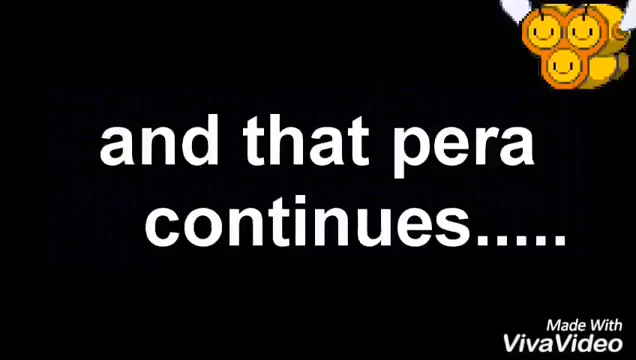 and that pera
continues.....
Made With
VivaVideo